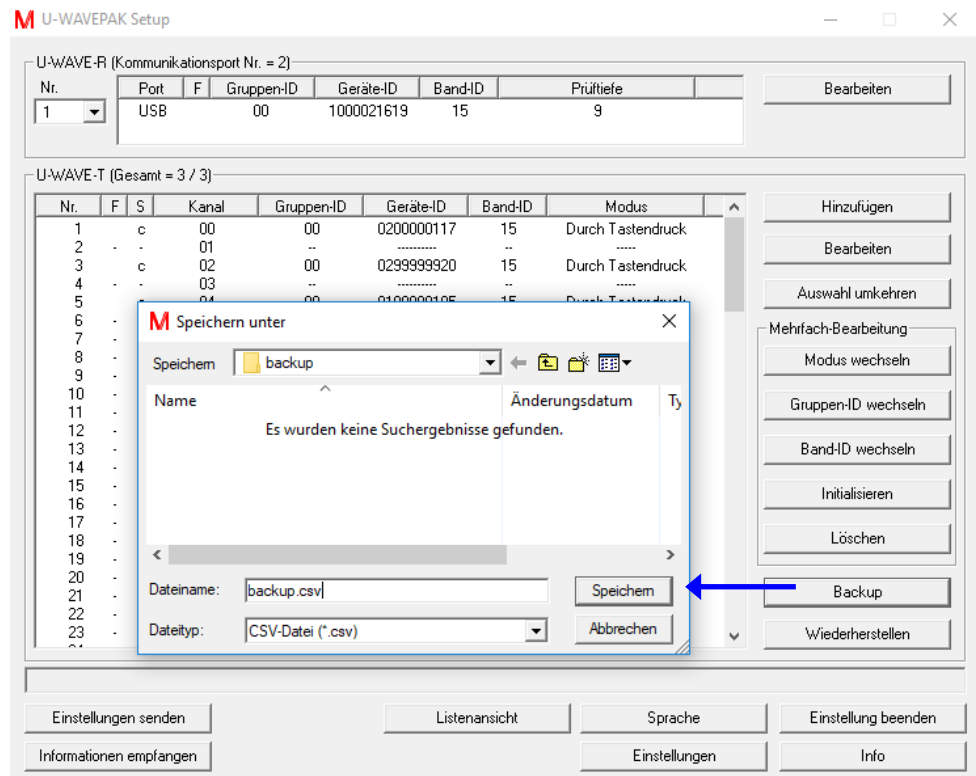 U-WAVEPAK Setup
U-WAVE-R (Kommunikationsport Nr. = 2)
Nr. Port F Gruppen-ID Geräte-ID Band-ID Prüftiefe Bearbeiten
1 USB 00 1000021619 15 9
U-WAVE-T (Gesamt = 3 / 3)
Nr. F S Kanal Gruppen-ID Geräte-ID Band-ID Modus Hinzufügen
1 c 00 00 0200000117 15 Durch Tastendruck
2 - - 01 -- ---------- -- ----- Bearbeiten
3 c 02 00 0299999920 15 Durch Tastendruck
4 - - 03 -- ---------- -- ----- Auswahl umkehren
5
6 -
7 -
8 -
9 -
10 -
11 -
12 -
13 -
14 -
15 -
16 -
17 -
18 -
19 -
20 -
21 -
22 -
23 -
Mehrfach-Bearbeitung
Modus wechseln
Gruppen-ID wechseln
Band-ID wechseln
Initialisieren
Löschen
Backup
Wiederherstellen
Speichern unter
Speichern backup
Name Änderungsdatum Ty
Es wurden keine Suchergebnisse gefunden.
Dateiname: backup.csv Speichern
Dateityp: CSV-Datei (*.csv) Abbrechen
Einstellungen senden Listenansicht Sprache Einstellung beenden
Informationen empfangen Einstellungen Info